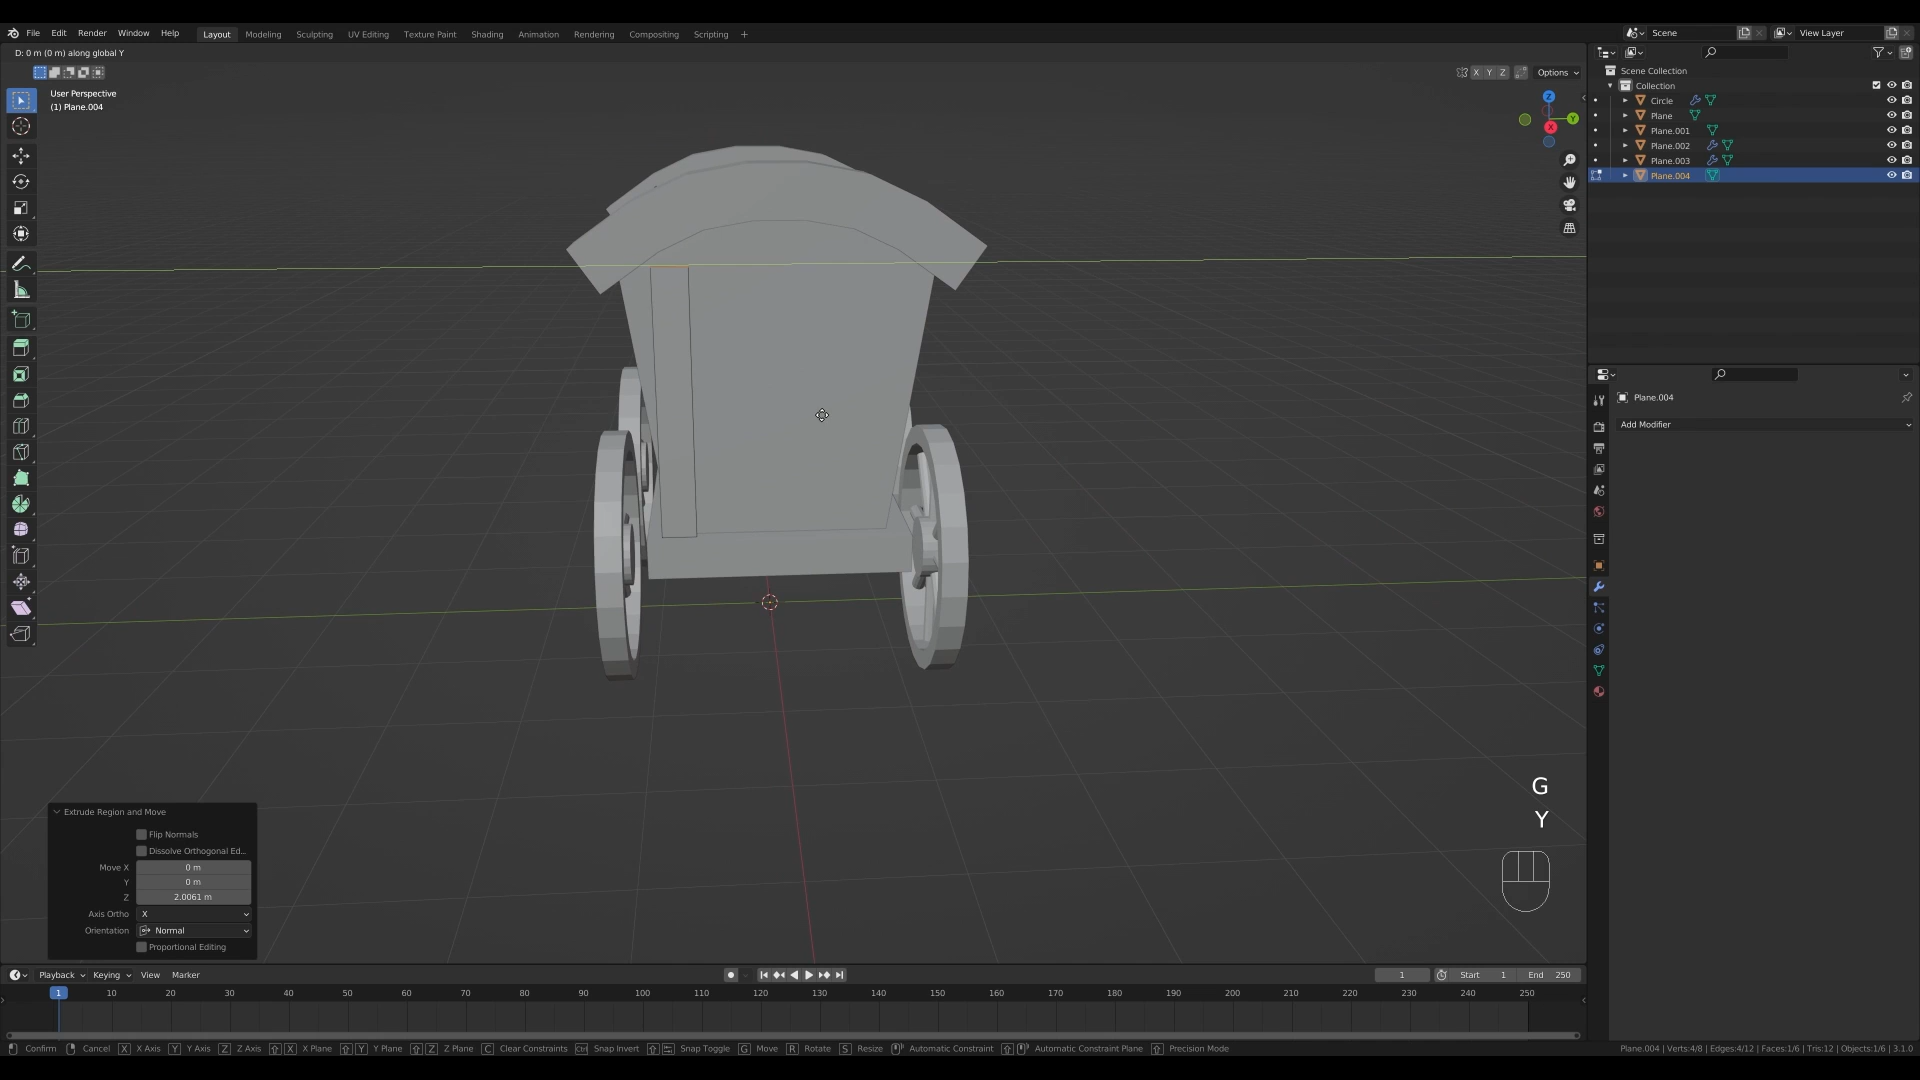 File Edit Render Window Help Layout Modeling Sculpting UV Editing Texture Paint Shading Animation Rendering Compositing Scripting + Scene View Layer
D: 0 m (0 m) along global Y
X Y Z Options
User Perspective
(1) Plane.004
Z
Y
X
Scene Collection
Collection
Circle
Plane
Plane.001
Plane.002
Plane.003
Plane.004
Plane.004
Add Modifier
G
Y
Extrude Region and Move
Flip Normals
Dissolve Orthogonal Ed...
Move X 0 m
Y 0 m
Z 2.0061 m
Axis Ortho X
Orientation Normal
Proportional Editing
Playback Keying View Marker 1 Start 1 End 250
1 10 20 30 40 50 60 70 80 90 100 110 120 130 140 150 160 170 180 190 200 210 220 230 240 250
Confirm Cancel X X Axis Y Y Axis Z Z Axis X X Plane Y Y Plane Z Z Plane C Clear Constraints Ctrl Snap Invert Snap Toggle G Move R Rotate S Resize Automatic Constraint Automatic Constraint Plane Precision Mode Plane.004 | Verts:4/8 | Edges:4/12 | Faces:1/6 | Tris:12 | Objects:1/6 | 3.1.0